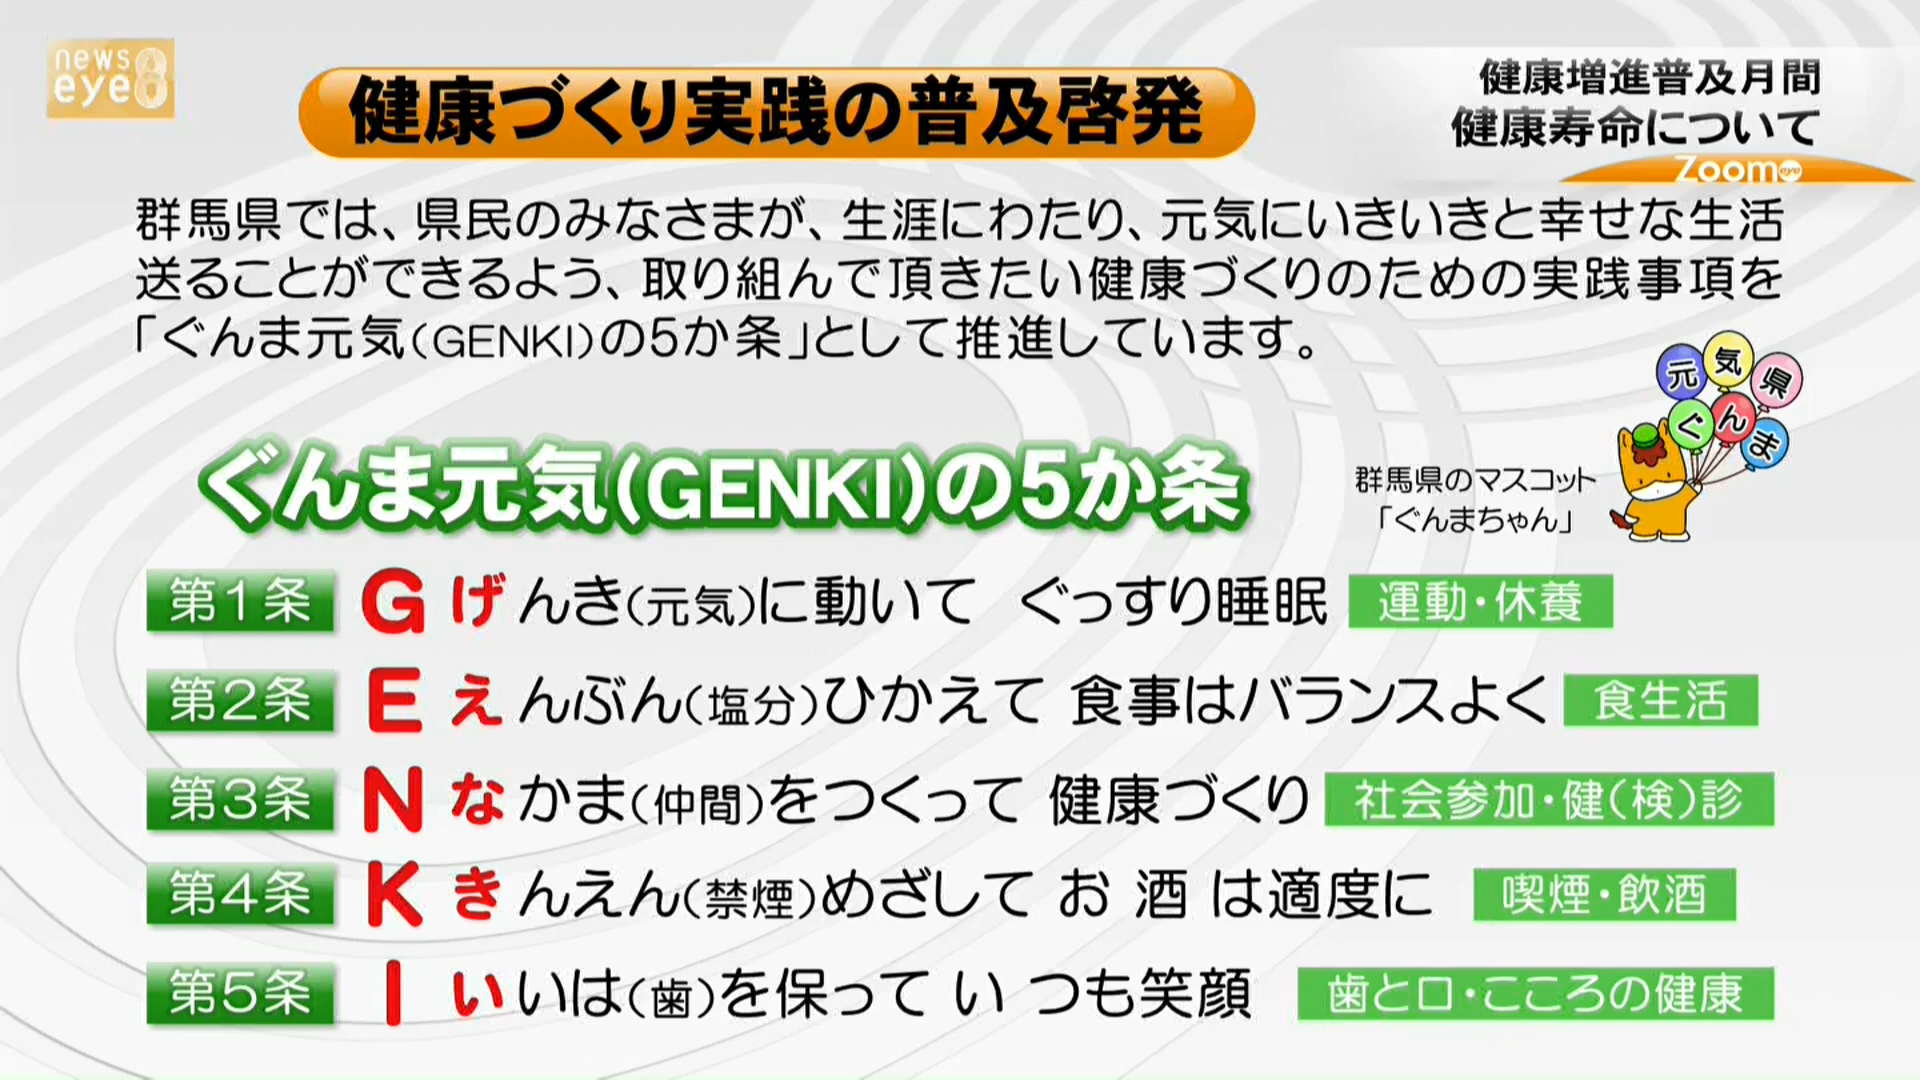 news
eye8
健康づくり実践の普及啓発
健康増進普及月間
健康寿命について
Zoom eye
群馬県では、県民のみなさまが、生涯にわたり、元気にいきいきと幸せな生活
送ることができるよう、取り組んで頂きたい健康づくりのための実践事項を
「ぐんま元気(GENKI)の5か条」として推進しています。
元気県
ぐんま
群馬県のマスコット
「ぐんまちゃん」
ぐんま元気(GENKI)の5か条
第1条 G げんき(元気)に動いて ぐっすり睡眠 運動・休養
第2条 E えんぶん(塩分)ひかえて 食事はバランスよく 食生活
第3条 N なかま(仲間)をつくって 健康づくり 社会参加・健(検)診
第4条 K きんえん(禁煙)めざして お 酒 は適度に 喫煙・飲酒
第5条 I いいは(歯)を保って い つも笑顔 歯と口・こころの健康